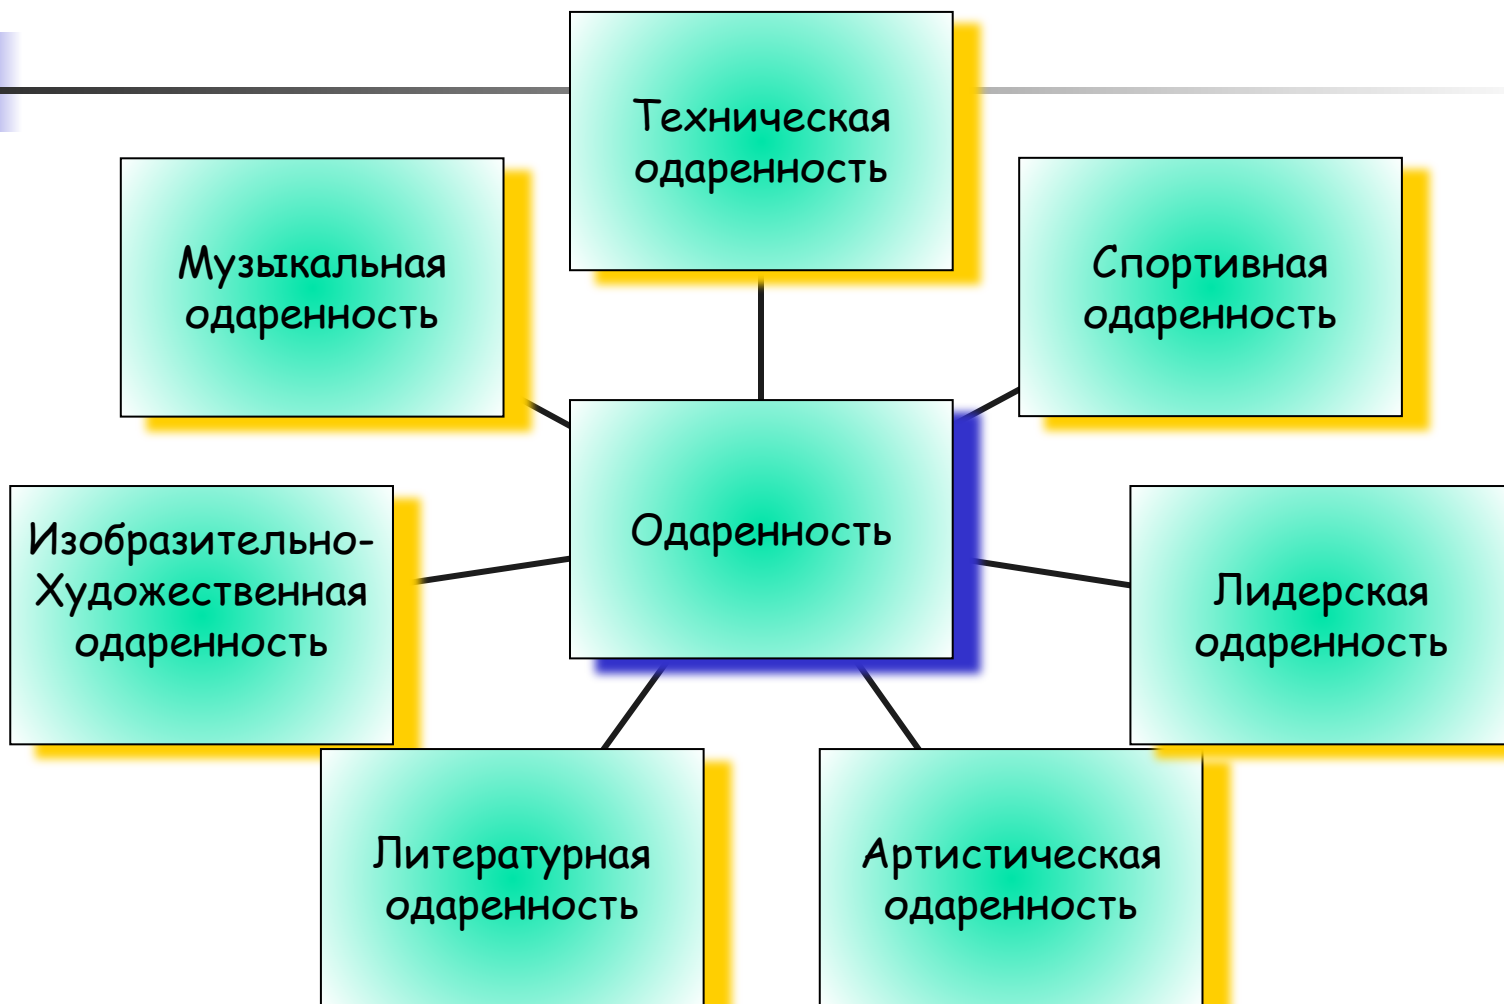 Техническая
одаренность
Музыкальная
одаренность
Спортивная
одаренность
Одаренность
Изобразительно-
Художественная
одаренность
Лидерская
одаренность
Литературная
одаренность
Артистическая
одаренность